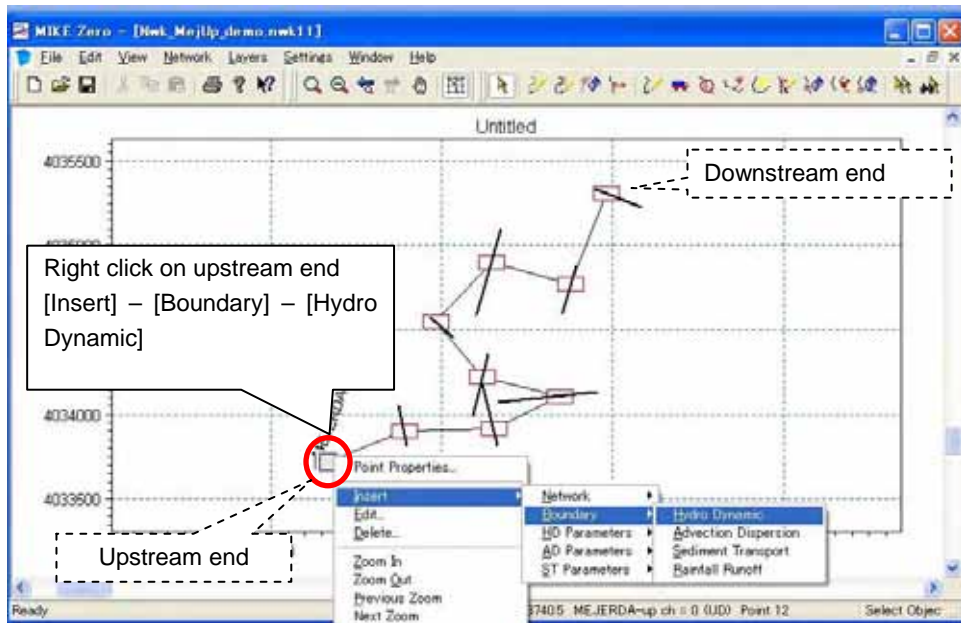 MIKE Zero - [Nwk_MejUp_demo.nwk11]
File Edit View Network Layers Settings Window Help
Untitled
4035500
Downstream end
Right click on upstream end
[Insert] – [Boundary] – [Hydro
Dynamic]
4034000
4033500
Upstream end
Point Properties...
Insert
Edit...
Delete...
Zoom In
Zoom Out
Previous Zoom
Next Zoom
Network
Boundary
HD Parameters
AD Parameters
ST Parameters
Hydro Dynamic
Advection Dispersion
Sediment Transport
Rainfall Runoff
Ready
37405 MEJERDA-up ch = 0 (UD) Point 12
Select Objec